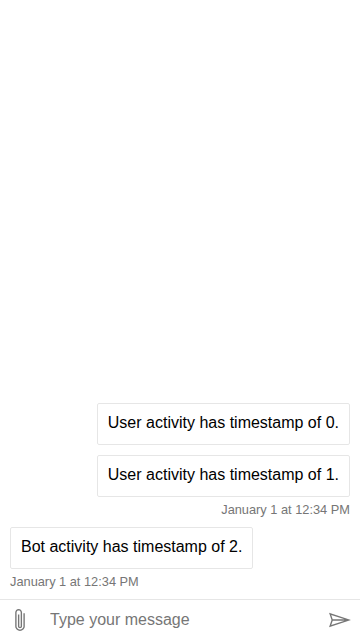 User activity has timestamp of 0.
User activity has timestamp of 1.
January 1 at 12:34 PM
Bot activity has timestamp of 2.
January 1 at 12:34 PM
Type your message